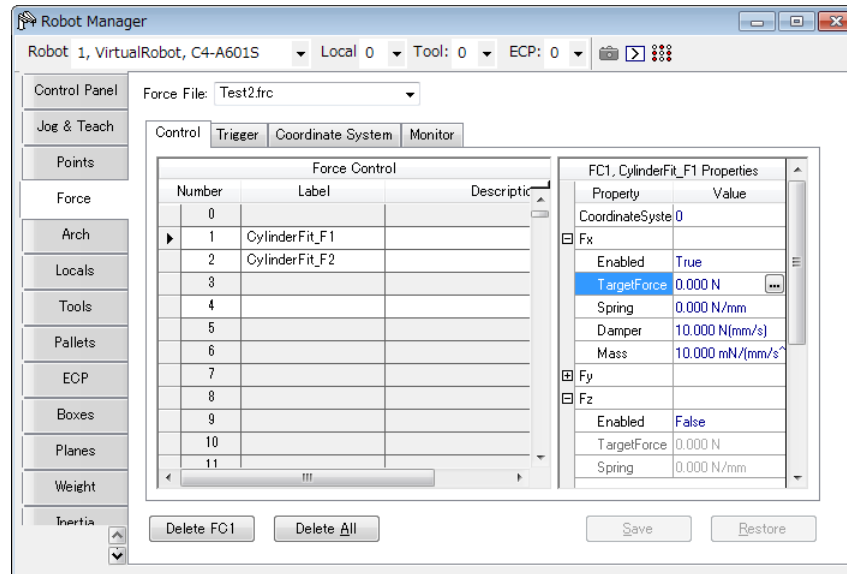 Robot Manager
Robot 1, VirtualRobot, C4-A601S Local 0 Tool: 0 ECP: 0
Control Panel
Jog & Teach
Points
Force
Arch
Locals
Tools
Pallets
ECP
Boxes
Planes
Weight
Inertia
Force File: Test2.frc
Control Trigger Coordinate System Monitor
Force Control
Number Label Descriptic
0
1 CylinderFit_F1
2 CylinderFit_F2
3
4
5
6
7
8
9
10
11
FC1, CylinderFit_F1 Properties
Property Value
CoordinateSyste 0
Fx
Enabled True
TargetForce 0.000 N ...
Spring 0.000 N/mm
Damper 10.000 N(mm/s)
Mass 10.000 mN/(mm/s^
Fy
Fz
Enabled False
TargetForce 0.000 N
Spring 0.000 N/mm
Delete FC1 Delete All Save Restore